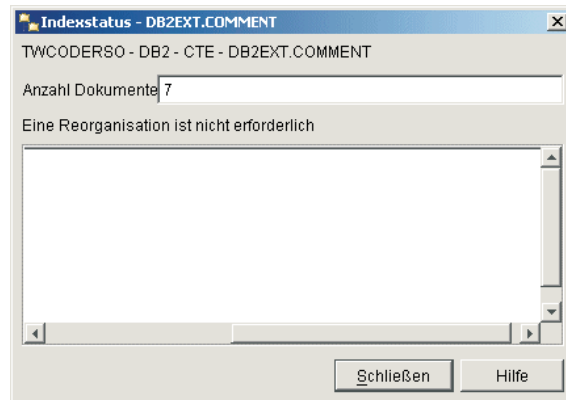 Indexstatus - DB2EXT.COMMENT
TWCODERSO - DB2 - CTE - DB2EXT.COMMENT
Anzahl Dokumente 7
Eine Reorganisation ist nicht erforderlich
Schließen Hilfe